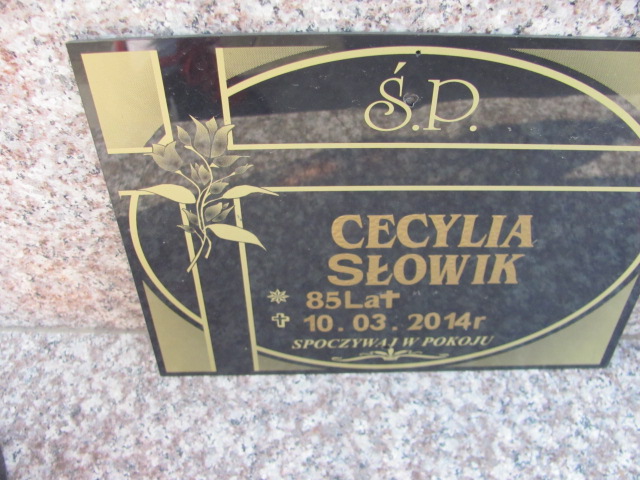 Ś.P.
CECYLIA
SŁOWIK
85Lat
10.03.2014r
SPOCZYWAJ W POKOJU